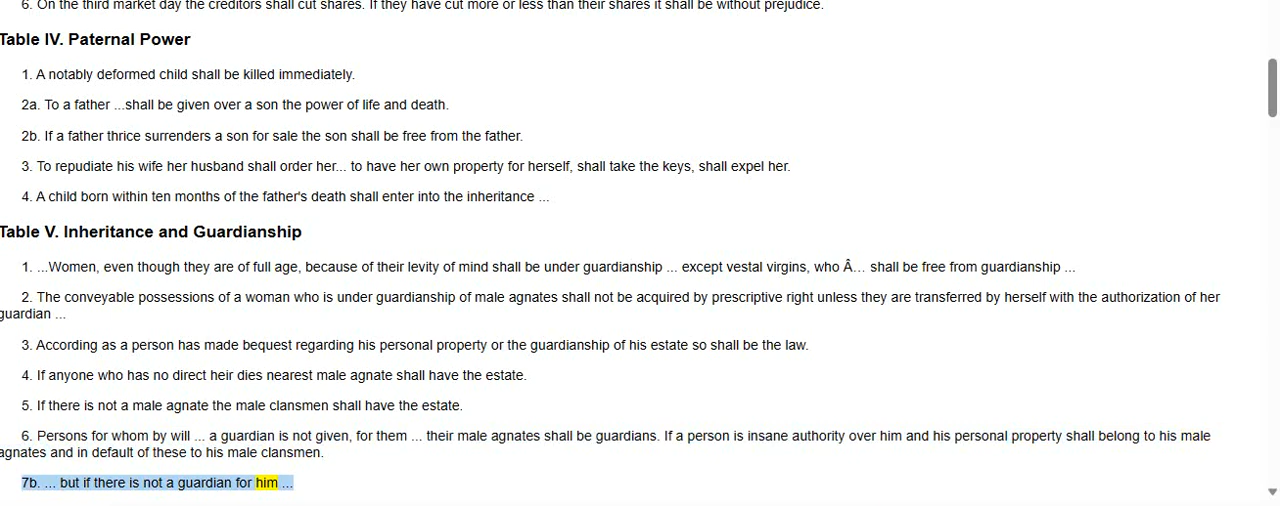 6. On the third market day the creditors shall cut shares. If they have cut more or less than their shares it shall be without prejudice.
Table IV. Paternal Power
1. A notably deformed child shall be killed immediately.
2a. To a father ...shall be given over a son the power of life and death.
2b. If a father thrice surrenders a son for sale the son shall be free from the father.
3. To repudiate his wife her husband shall order her... to have her own property for herself, shall take the keys, shall expel her.
4. A child born within ten months of the father's death shall enter into the inheritance ...
Table V. Inheritance and Guardianship
1. ...Women, even though they are of full age, because of their levity of mind shall be under guardianship ... except vestal virgins, who Â... shall be free from guardianship ...
2. The conveyable possessions of a woman who is under guardianship of male agnates shall not be acquired by prescriptive right unless they are transferred by herself with the authorization of her
guardian ...
3. According as a person has made bequest regarding his personal property or the guardianship of his estate so shall be the law.
4. If anyone who has no direct heir dies nearest male agnate shall have the estate.
5. If there is not a male agnate the male clansmen shall have the estate.
6. Persons for whom by will ... a guardian is not given, for them ... their male agnates shall be guardians. If a person is insane authority over him and his personal property shall belong to his male
agnates and in default of these to his male clansmen.
7b. ... but if there is not a guardian for him ...